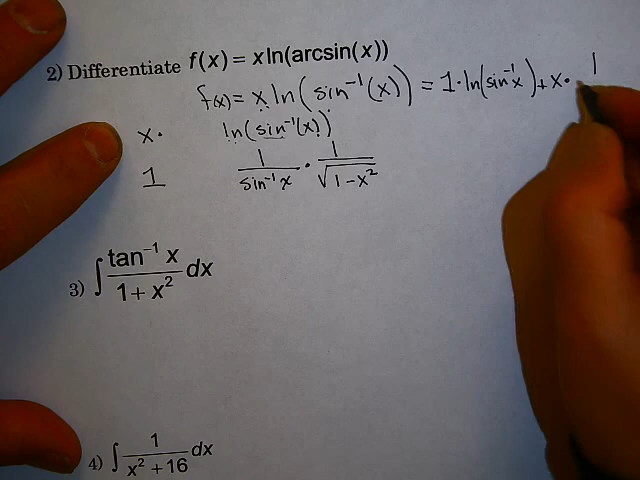 2) Differentiate f(x) = x ln(arcsin(x))
f(x) = x ln(sin⁻¹(x)) = 1·ln(sin⁻¹x) + x· 1
x· ln(sin⁻¹(x))
1 1/sin⁻¹x · 1/√(1-x²)
3) ∫ tan⁻¹ x / 1 + x² dx
4) ∫ 1 / x² + 16 dx